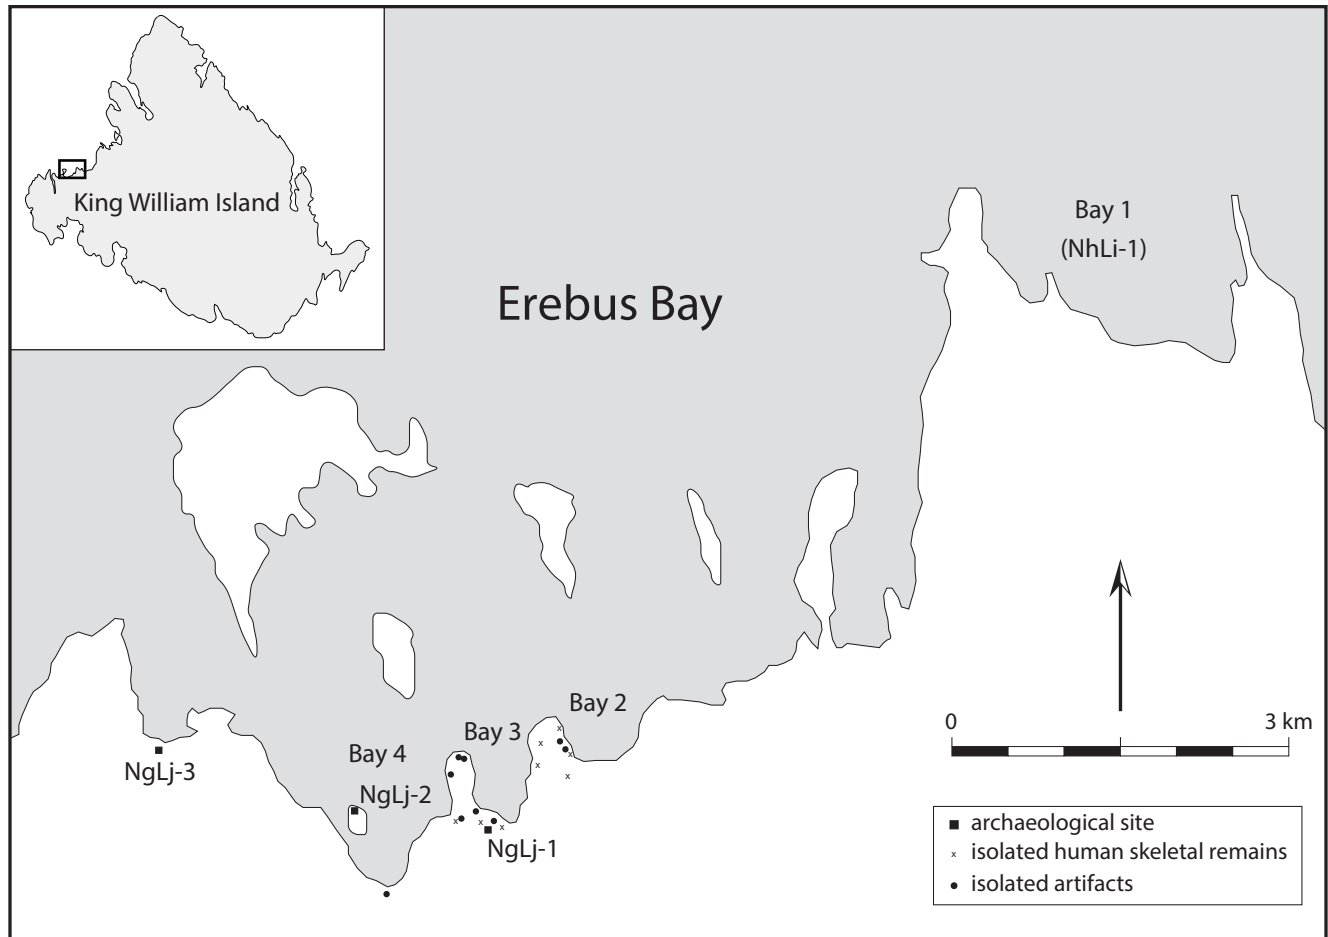 King William Island
Bay 1
(NhLi-1)
Erebus Bay
Bay 2
Bay 3
Bay 4
NgLj-3
NgLj-2
NgLj-1
0 3 km
archaeological site
isolated human skeletal remains
isolated artifacts